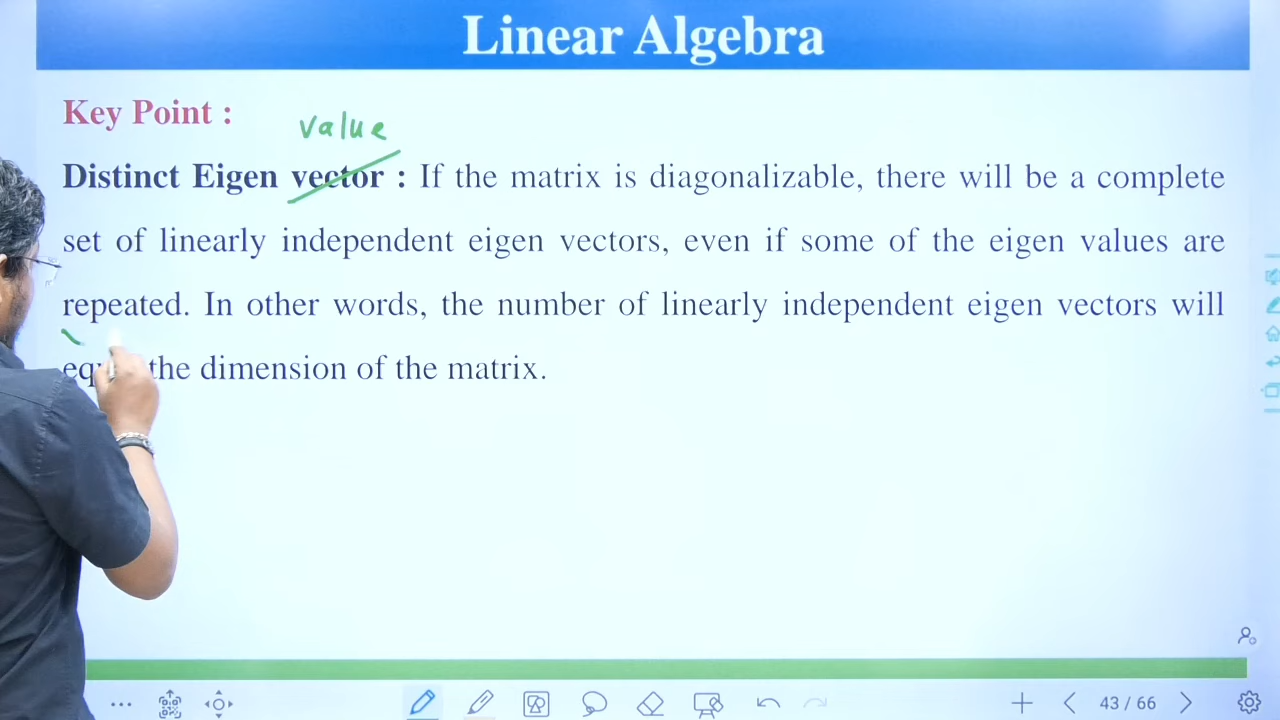 Linear Algebra
Key Point :
value
Distinct Eigen vector : If the matrix is diagonalizable, there will be a complete
set of linearly independent eigen vectors, even if some of the eigen values are
repeated. In other words, the number of linearly independent eigen vectors will
the dimension of the matrix.
43 / 66